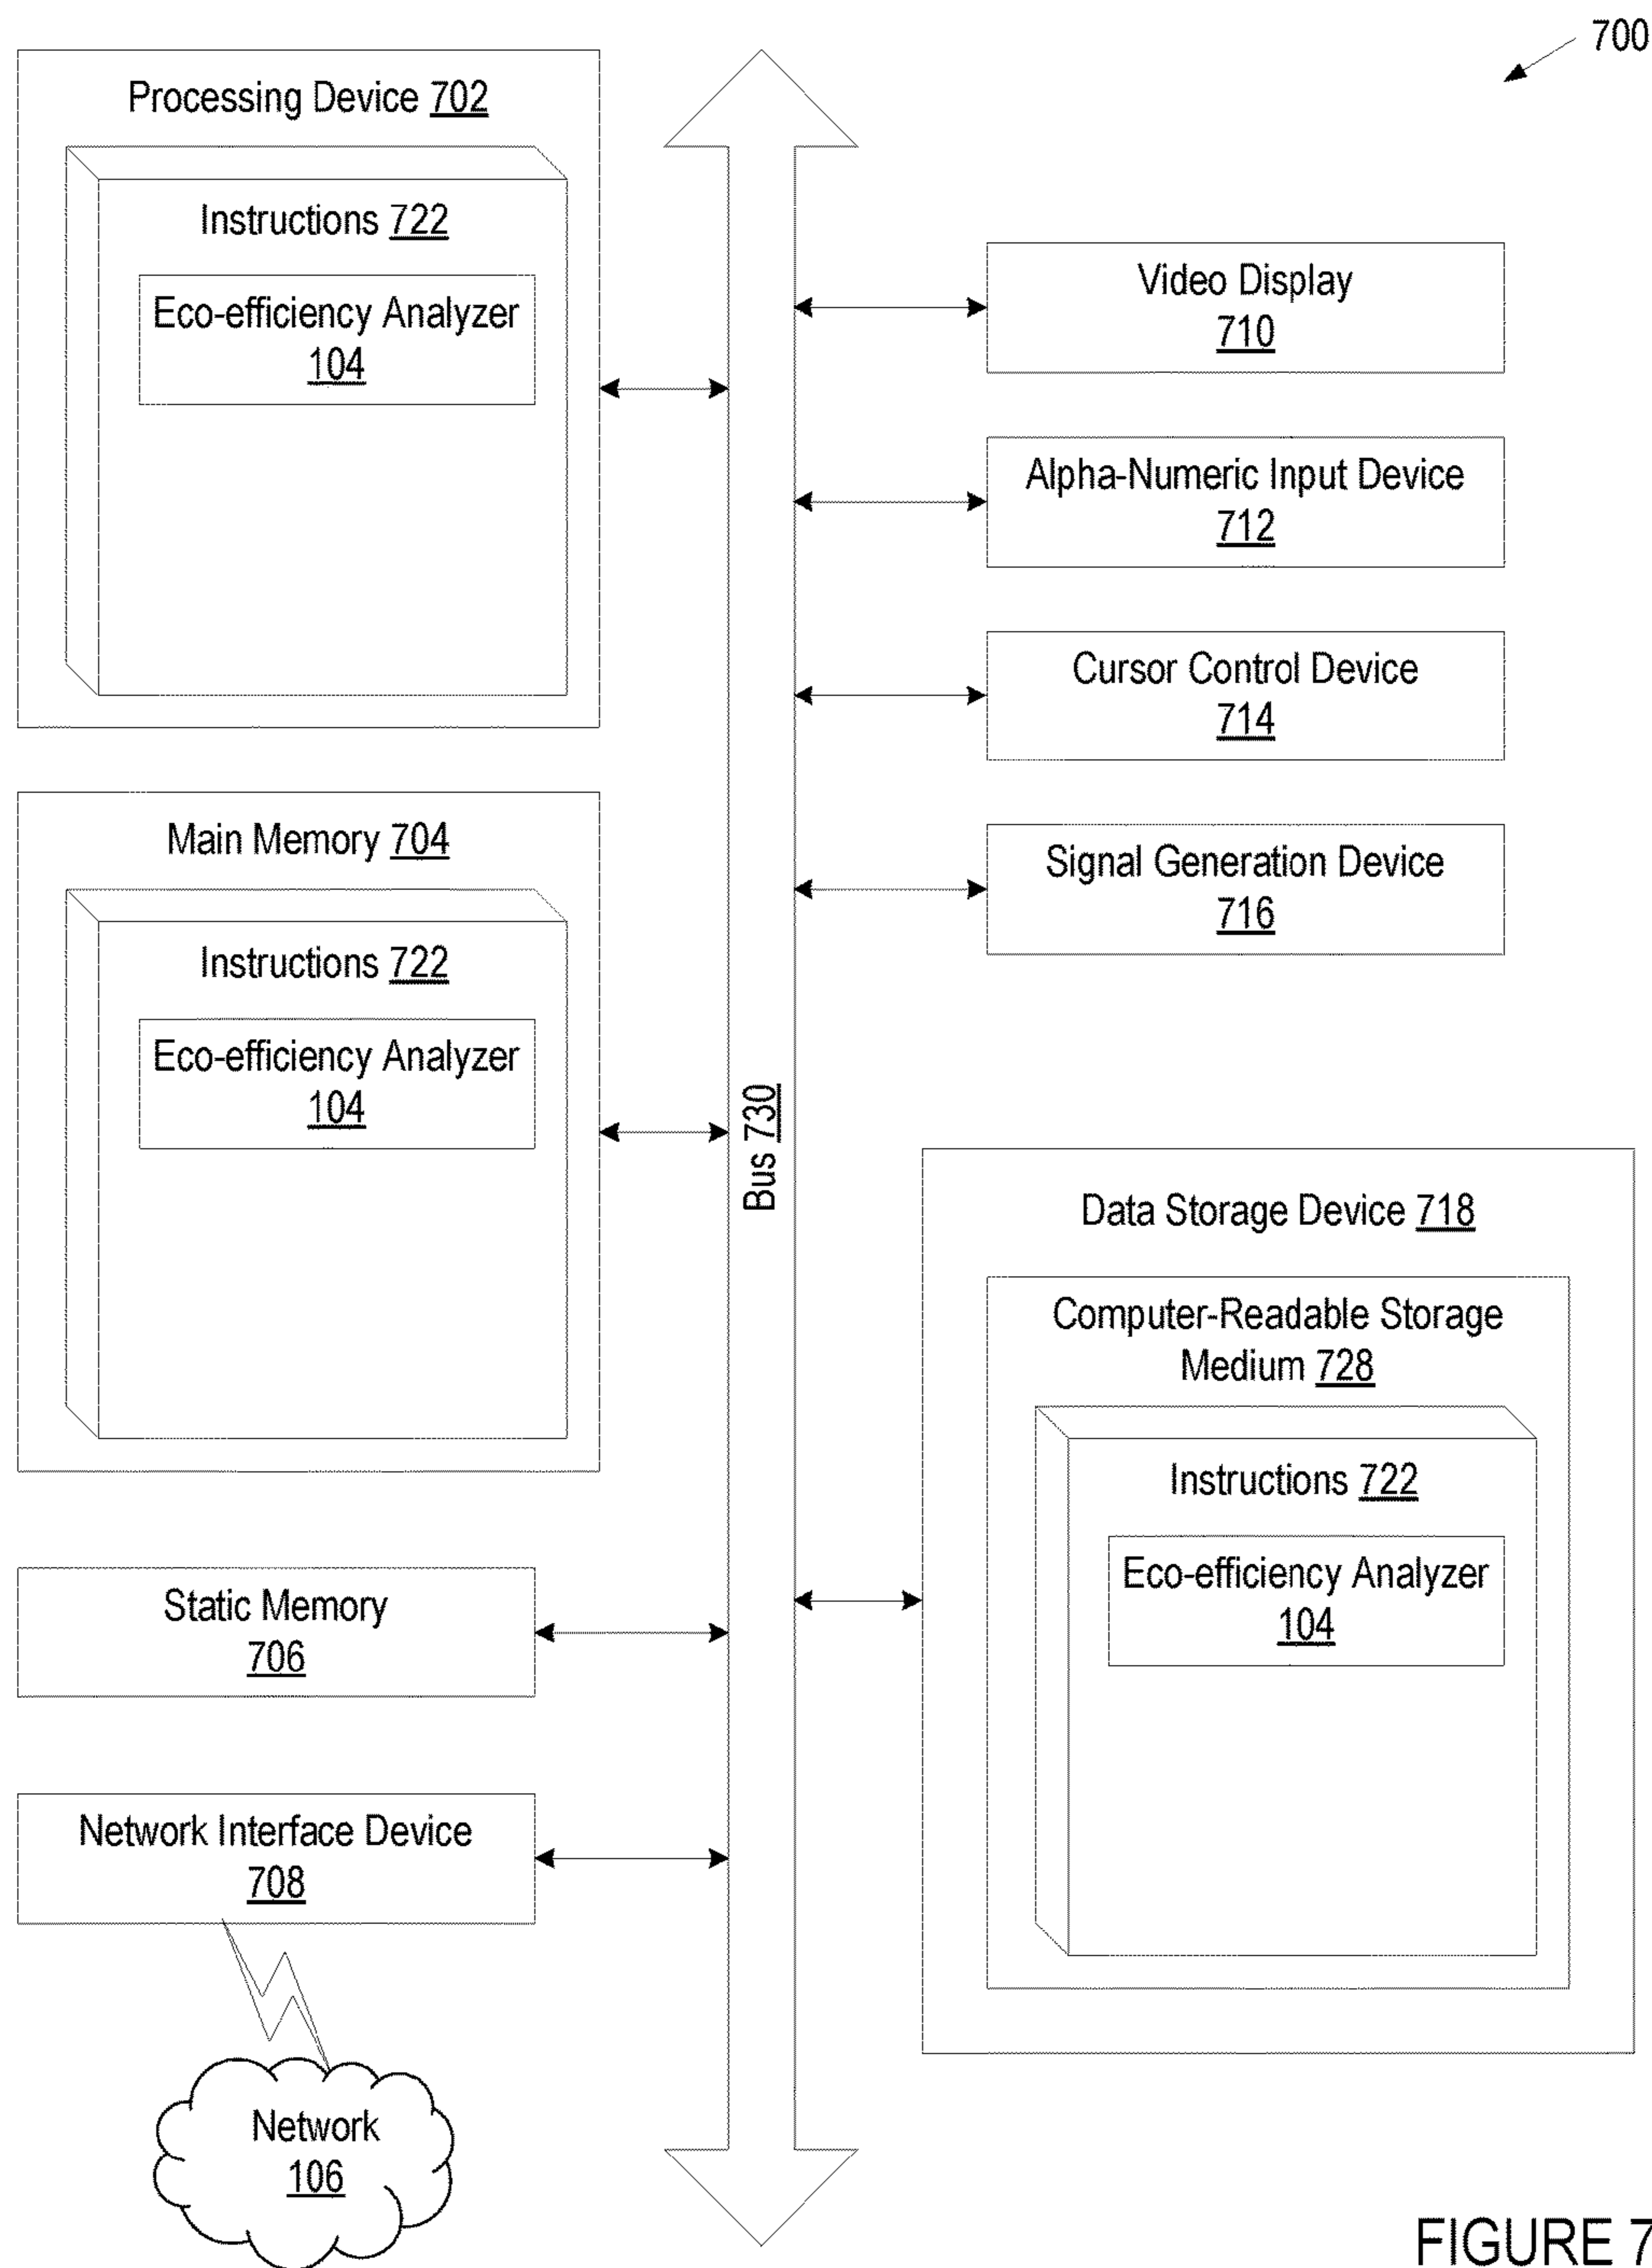 700
Processing Device 702
Instructions 722
Eco-efficiency Analyzer
104
Main Memory 704
Instructions 722
Eco-efficiency Analyzer
104
Static Memory
706
Network Interface Device
708
Network
106
Bus 730
Video Display
710
Alpha-Numeric Input Device
712
Cursor Control Device
714
Signal Generation Device
716
Data Storage Device 718
Computer-Readable Storage
Medium 728
Instructions 722
Eco-efficiency Analyzer
104
FIGURE 7